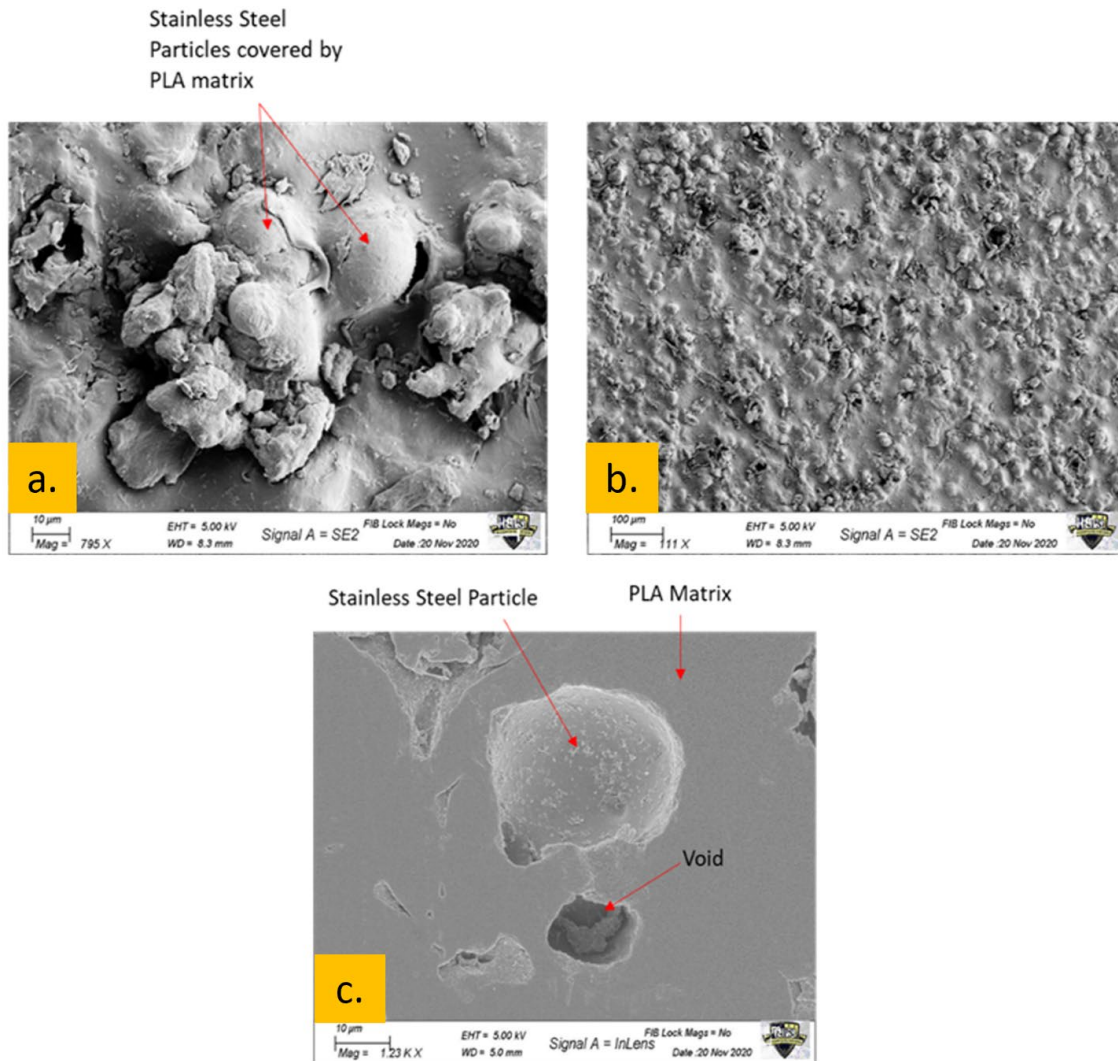 Stainless Steel
Particles covered by
PLA matrix
a.
10 µm
Mag = 795 X
EHT = 5.00 kV
WD = 8.3 mm
Signal A = SE2
FIB Lock Mags = No
Date :20 Nov 2020
b.
100 µm
Mag = 111 X
EHT = 5.00 kV
WD = 8.3 mm
Signal A = SE2
FIB Lock Mags = No
Date :20 Nov 2020
Stainless Steel Particle
PLA Matrix
Void
c.
10 µm
Mag = 1.23 K X
EHT = 5.00 kV
WD = 5.0 mm
Signal A = InLens
FIB Lock Mags = No
Date :20 Nov 2020